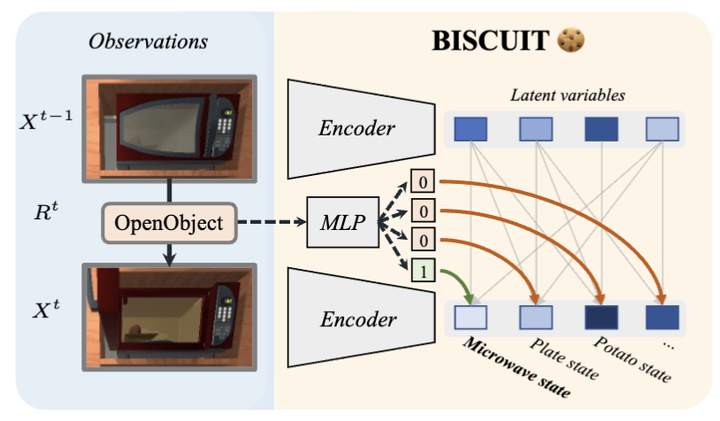 Observations
BISCUIT 🍪
X^{t−1}
R^t
X^t
OpenObject
Encoder
MLP
Encoder
0
0
0
1
Latent variables
Microwave state
Plate state
Potato state
...